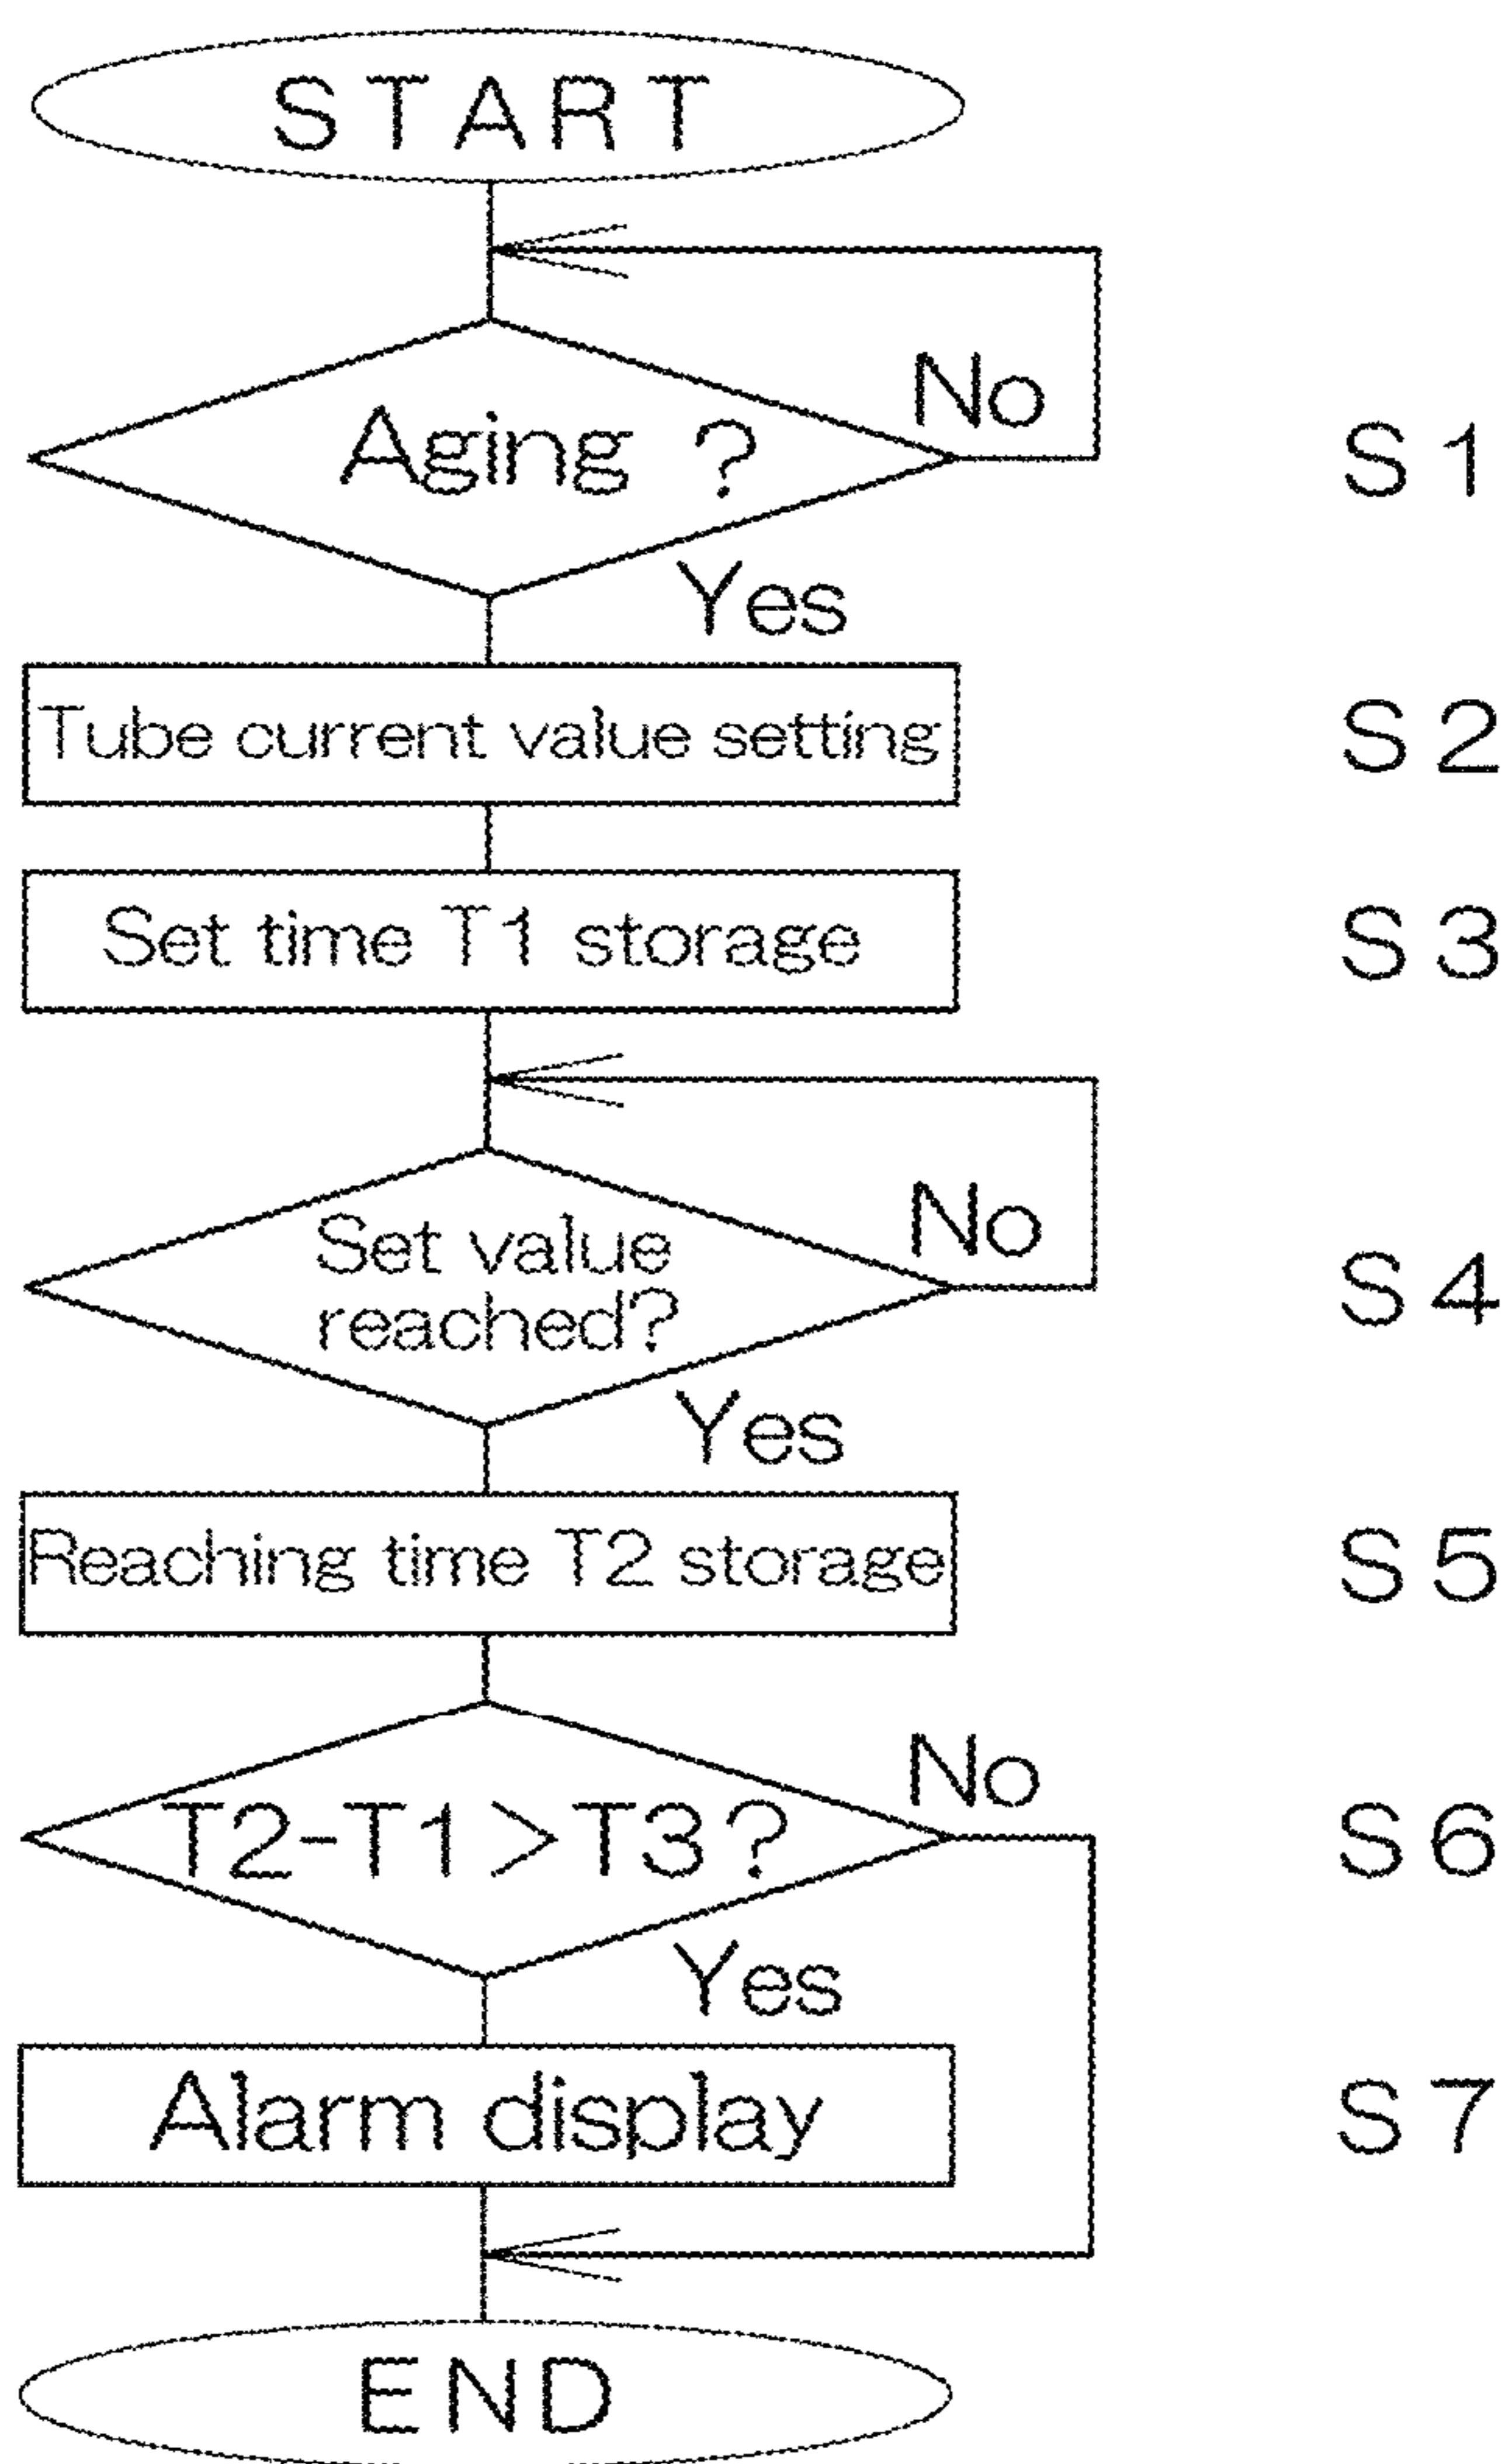 START
No
Aging ?
S1
Yes
Tube current value setting
S2
Set time T1 storage
S3
No
Set value
reached?
S4
Yes
Reaching time T2 storage
S5
No
T2-T1>T3?
S6
Yes
Alarm display
S7
END